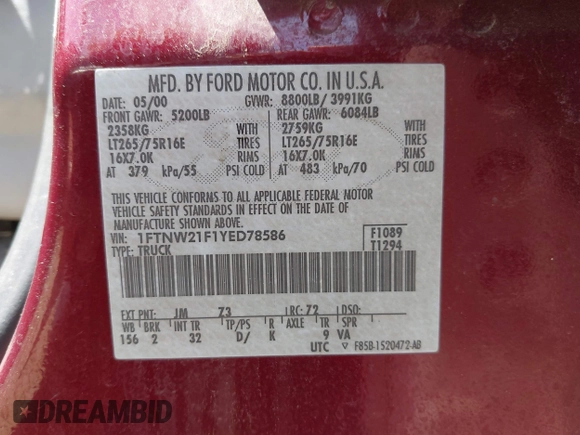 MFD. BY FORD MOTOR CO. IN U.S.A.
DATE: 05/00 GVWR: 8800LB/ 3991KG
FRONT GAWR: 5200LB REAR GAWR: 6084LB
2358KG WITH 2759KG WITH
LT265/75R16E TIRES LT265/75R16E TIRES
16X7.0K RIMS 16X7.0K RIMS
AT 379 kPa/55 PSI COLD AT 483 kPa/70 PSI COLD
THIS VEHICLE CONFORMS TO ALL APPLICABLE FEDERAL MOTOR
VEHICLE SAFETY STANDARDS IN EFFECT ON THE DATE OF
MANUFACTURE SHOWN ABOVE.
VIN: 1FTNW21F1YED78586 F1089
TYPE: TRUCK T1294
EXT PNT: JM Z3 RC: 72 DSO:
WB BRK INT TR TP/PS R AXLE TR SPR
156 2 32 D/ K 9 VA
UTC F85B-1520472-AB
DREAMBID